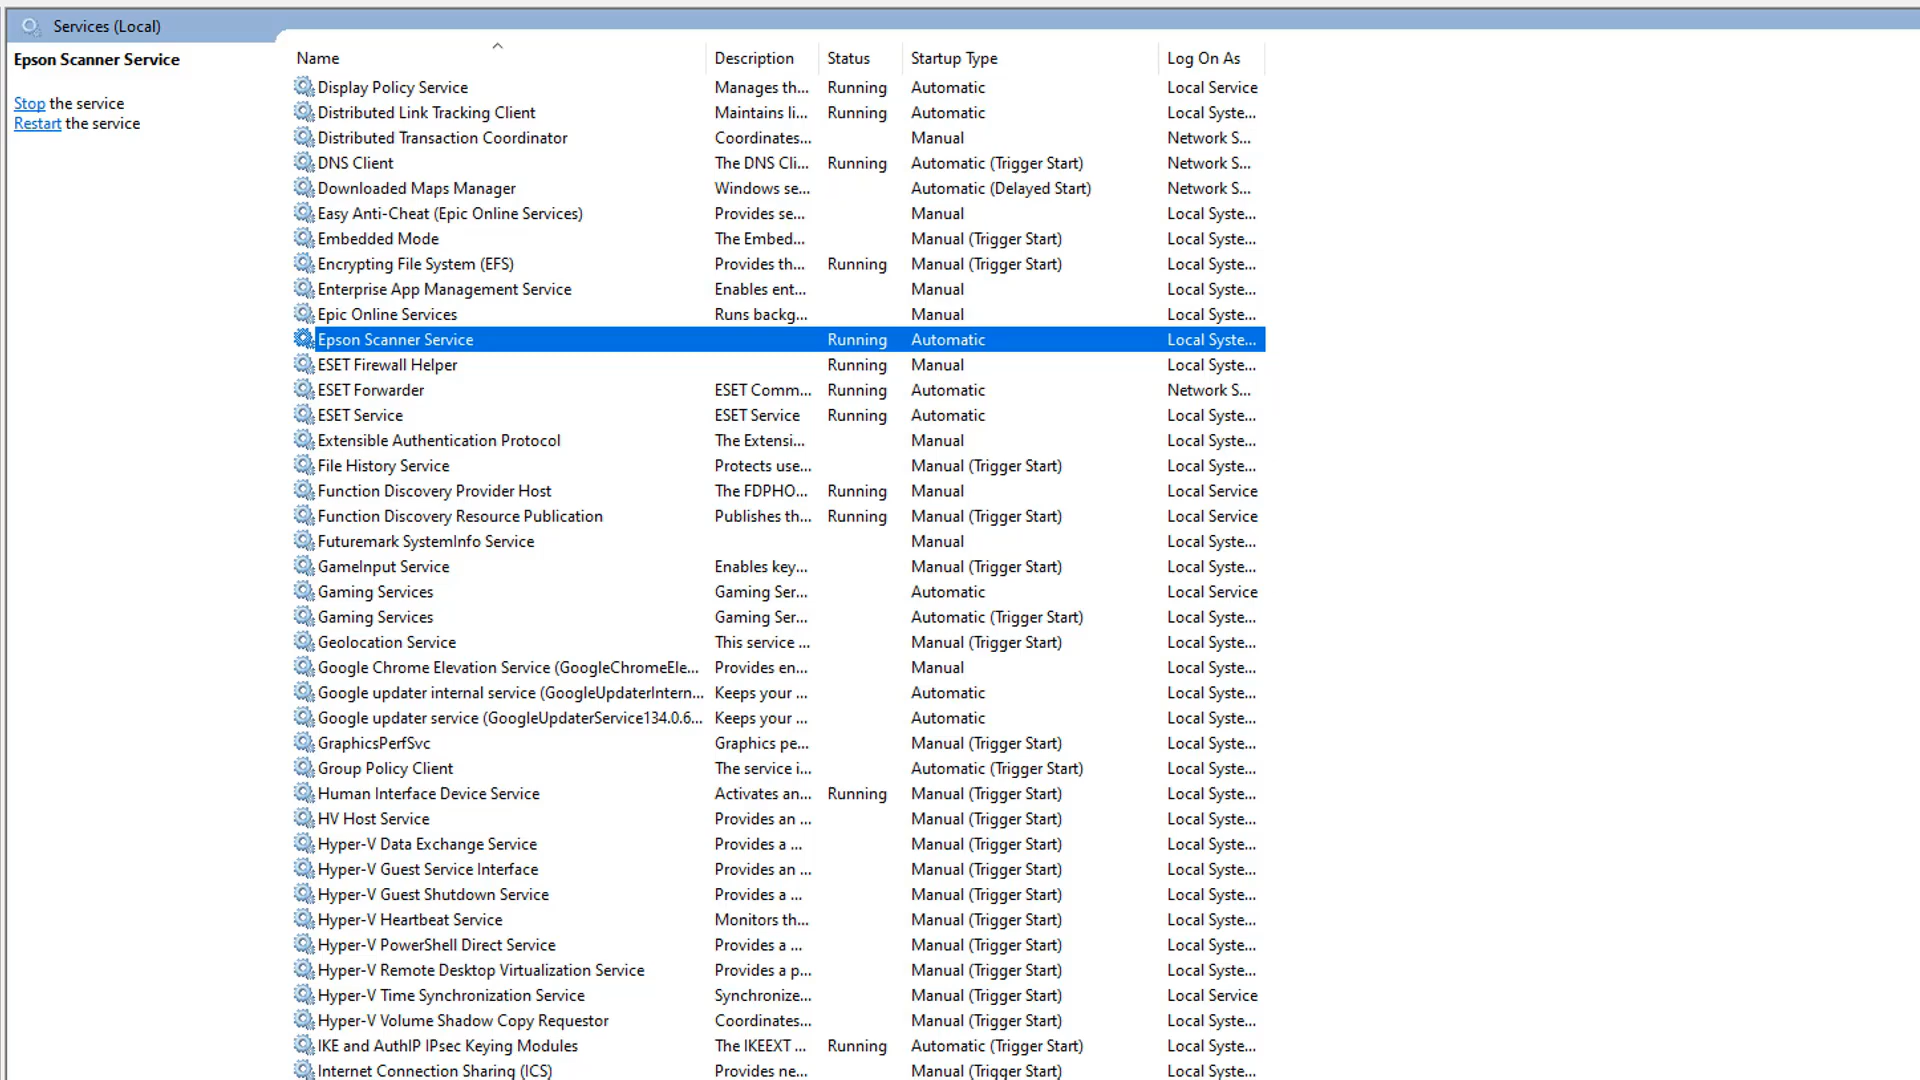 Services (Local)
Epson Scanner Service
Stop the service
Restart the service
Name Description Status Startup Type Log On As
Display Policy Service Manages th... Running Automatic Local Service
Distributed Link Tracking Client Maintains li... Running Automatic Local Syste...
Distributed Transaction Coordinator Coordinates... Manual Network S...
DNS Client The DNS Cli... Running Automatic (Trigger Start) Network S...
Downloaded Maps Manager Windows se... Automatic (Delayed Start) Network S...
Easy Anti-Cheat (Epic Online Services) Provides se... Manual Local Syste...
Embedded Mode The Embed... Manual (Trigger Start) Local Syste...
Encrypting File System (EFS) Provides th... Running Manual (Trigger Start) Local Syste...
Enterprise App Management Service Enables ent... Manual Local Syste...
Epic Online Services Runs backg... Manual Local Syste...
Epson Scanner Service Running Automatic Local Syste...
ESET Firewall Helper Running Manual Local Syste...
ESET Forwarder ESET Comm... Running Automatic Network S...
ESET Service ESET Service Running Automatic Local Syste...
Extensible Authentication Protocol The Extensi... Manual Local Syste...
File History Service Protects use... Manual (Trigger Start) Local Syste...
Function Discovery Provider Host The FDPHO... Running Manual Local Service
Function Discovery Resource Publication Publishes th... Running Manual (Trigger Start) Local Service
Futuremark SystemInfo Service Manual Local Syste...
GameInput Service Enables key... Manual (Trigger Start) Local Syste...
Gaming Services Gaming Ser... Automatic Local Service
Gaming Services Gaming Ser... Automatic (Trigger Start) Local Syste...
Geolocation Service This service ... Manual (Trigger Start) Local Syste...
Google Chrome Elevation Service (GoogleChromeEle... Provides en... Manual Local Syste...
Google updater internal service (GoogleUpdaterIntern... Keeps your ... Automatic Local Syste...
Google updater service (GoogleUpdaterService134.0.6... Keeps your ... Automatic Local Syste...
GraphicsPerfSvc Graphics pe... Manual (Trigger Start) Local Syste...
Group Policy Client The service i... Automatic (Trigger Start) Local Syste...
Human Interface Device Service Activates an... Running Manual (Trigger Start) Local Syste...
HV Host Service Provides an ... Manual (Trigger Start) Local Syste...
Hyper-V Data Exchange Service Provides a ... Manual (Trigger Start) Local Syste...
Hyper-V Guest Service Interface Provides an ... Manual (Trigger Start) Local Syste...
Hyper-V Guest Shutdown Service Provides a ... Manual (Trigger Start) Local Syste...
Hyper-V Heartbeat Service Monitors th... Manual (Trigger Start) Local Syste...
Hyper-V PowerShell Direct Service Provides a ... Manual (Trigger Start) Local Syste...
Hyper-V Remote Desktop Virtualization Service Provides a p... Manual (Trigger Start) Local Syste...
Hyper-V Time Synchronization Service Synchronize... Manual (Trigger Start) Local Service
Hyper-V Volume Shadow Copy Requestor Coordinates... Manual (Trigger Start) Local Syste...
IKE and AuthIP IPsec Keying Modules The IKEEXT ... Running Automatic (Trigger Start) Local Syste...
Internet Connection Sharing (ICS) Provides ne... Manual (Trigger Start) Local Syste...